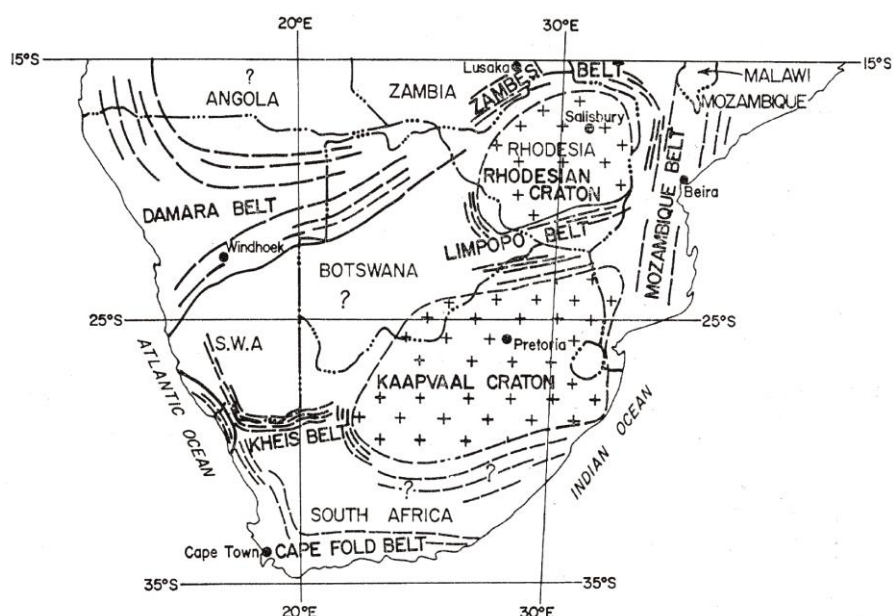 20°E
30°E
15°S
15°S
?
ANGOLA
ZAMBIA
Lusaka
ZAMBESI
BELT
MALAWI
MOZAMBIQUE
Salisbury
RHODESIA
RHODESIAN
CRATON
MOZAMBIQUE BELT
Beira
DAMARA BELT
Windhoek
LIMPOPO BELT
BOTSWANA
?
25°S
25°S
S.W.A
Pretoria
ATLANTIC OCEAN
KAAPVAAL CRATON
KHEIS BELT
INDIAN OCEAN
?
?
SOUTH AFRICA
Cape Town
CAPE FOLD BELT
35°S
35°S
20°E
30°E